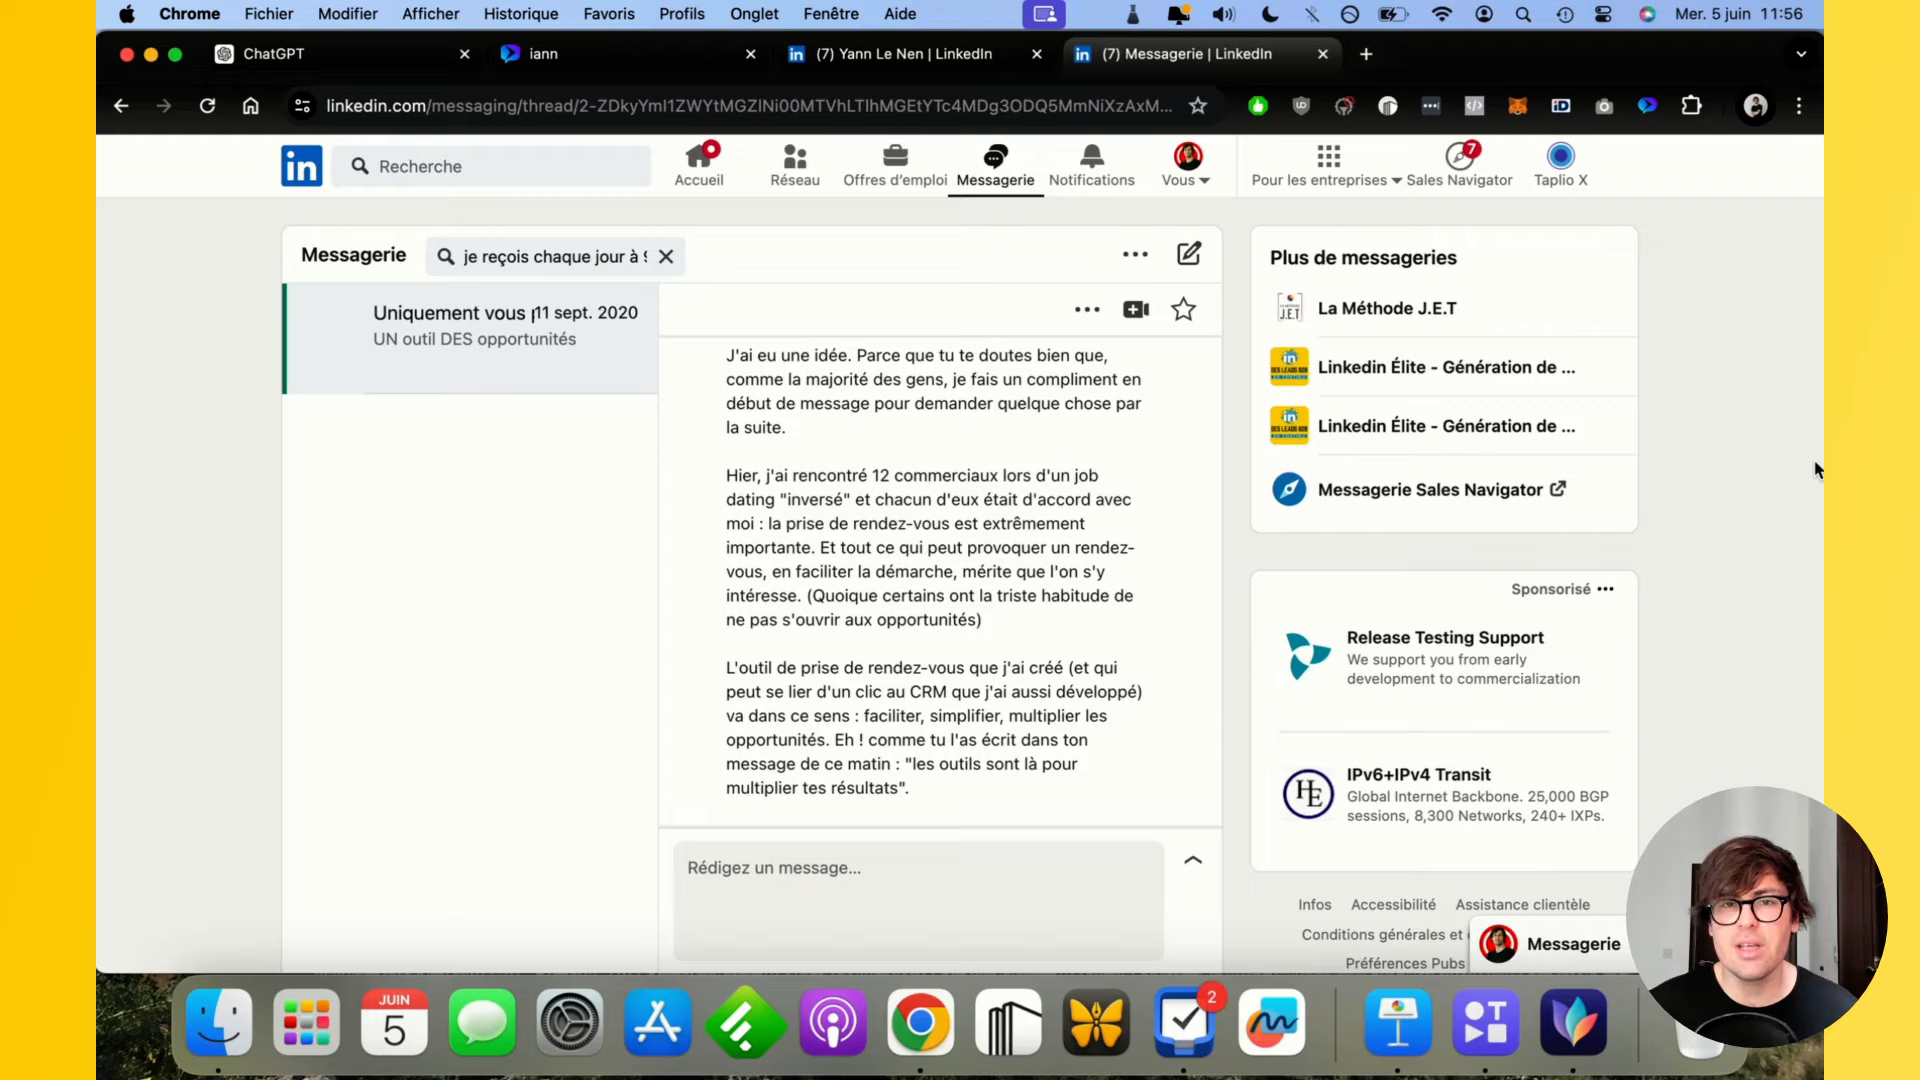 Chrome Fichier Modifier Afficher Historique Favoris Profils Onglet Fenêtre Aide Mer. 5 juin 11:56
ChatGPT iann (7) Yann Le Nen | LinkedIn (7) Messagerie | LinkedIn
linkedin.com/messaging/thread/2-ZDkyYmI1ZWYtMGZlNi00MTVhLTlhMGEtYTc4MDg3ODQ5MmNiXzAxM...
in Recherche
Accueil Réseau Offres d'emploi Messagerie Notifications Vous Pour les entreprises 7 Sales Navigator Taplio X
Messagerie je reçois chaque jour à
Uniquement vous 11 sept. 2020
UN outil DES opportunités
J'ai eu une idée. Parce que tu te doutes bien que,
comme la majorité des gens, je fais un compliment en
début de message pour demander quelque chose par
la suite.
Hier, j'ai rencontré 12 commerciaux lors d'un job
dating "inversé" et chacun d'eux était d'accord avec
moi : la prise de rendez-vous est extrêmement
importante. Et tout ce qui peut provoquer un rendez-
vous, en faciliter la démarche, mérite que l'on s'y
intéresse. (Quoique certains ont la triste habitude de
ne pas s'ouvrir aux opportunités)
L'outil de prise de rendez-vous que j'ai créé (et qui
peut se lier d'un clic au CRM que j'ai aussi développé)
va dans ce sens : faciliter, simplifier, multiplier les
opportunités. Eh ! comme tu l'as écrit dans ton
message de ce matin : "les outils sont là pour
multiplier tes résultats".
Rédigez un message...
Plus de messageries
J.E.T La Méthode J.E.T
Linkedin Élite - Génération de ...
Linkedin Élite - Génération de ...
Messagerie Sales Navigator
Sponsorisé
Release Testing Support
We support you from early
development to commercialization
HE
IPv6+IPv4 Transit
Global Internet Backbone. 25,000 BGP
sessions, 8,300 Networks, 240+ IXPs.
Infos Accessibilité Assistance clientèle
Conditions générales et
Préférences Pubs
Messagerie
JUIN
5
2